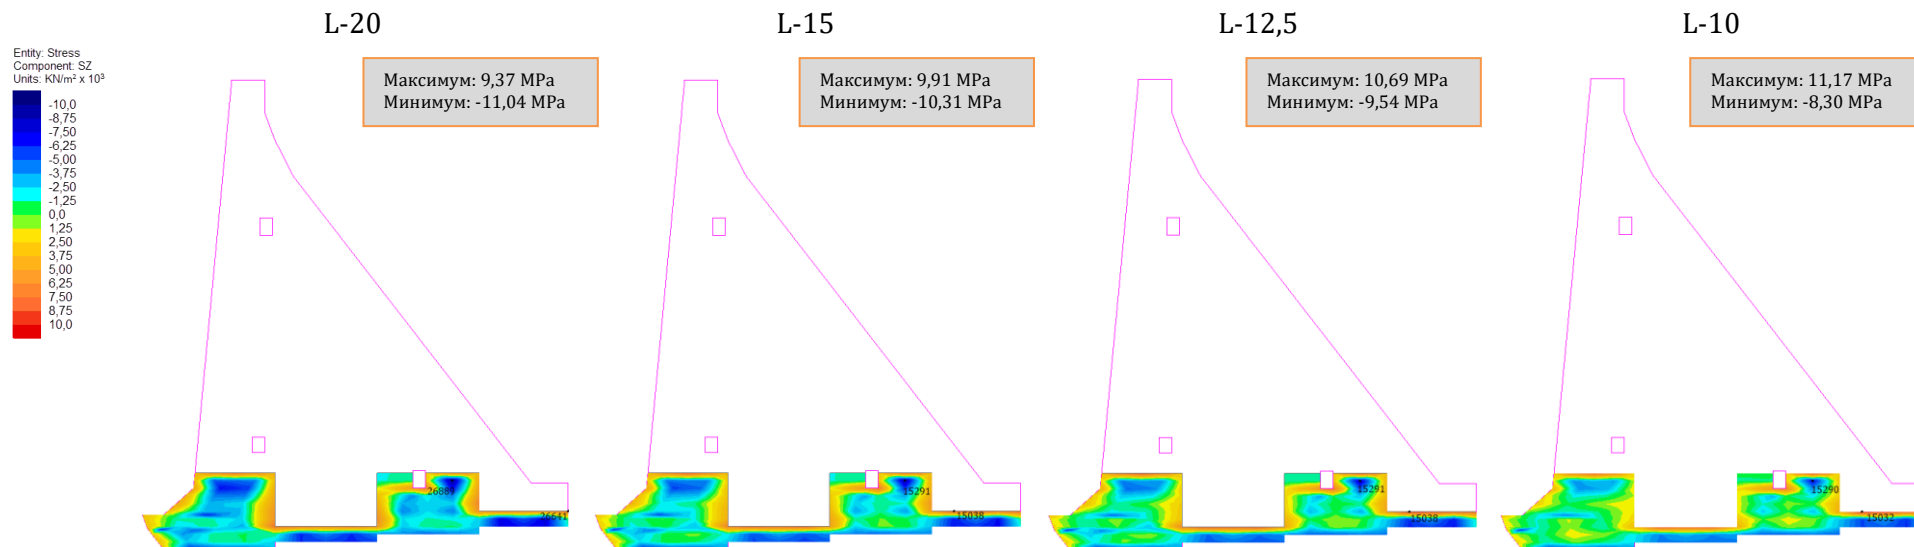 L-20
L-15
L-12,5
L-10
Entity: Stress
Component: SZ
Units: KN/m² x 10³
-10,0
-8,75
-7,50
-6,25
-5,00
-3,75
-2,50
-1,25
0,0
1,25
2,50
3,75
5,00
6,25
7,50
8,75
10,0
Максимум: 9,37 MPa
Минимум: -11,04 MPa
Максимум: 9,91 MPa
Минимум: -10,31 MPa
Максимум: 10,69 MPa
Минимум: -9,54 MPa
Максимум: 11,17 MPa
Минимум: -8,30 MPa
26889
26641
15291
15038
15291
15038
15290
15032